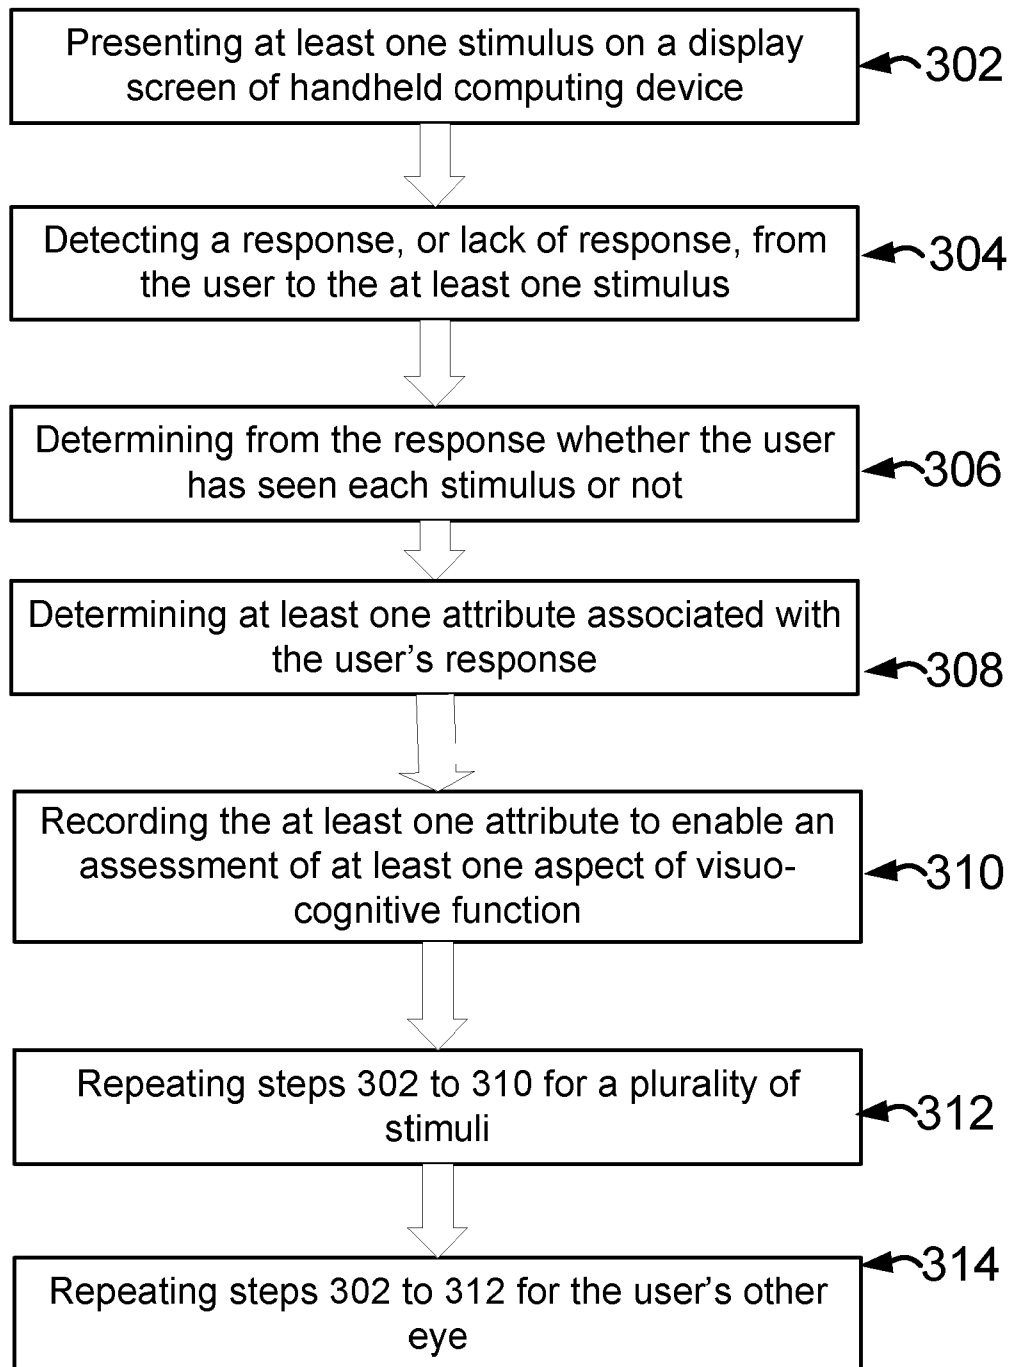 Presenting at least one stimulus on a display
screen of handheld computing device
302
Detecting a response, or lack of response, from
the user to the at least one stimulus
304
Determining from the response whether the user
has seen each stimulus or not
306
Determining at least one attribute associated with
the user's response
308
Recording the at least one attribute to enable an
assessment of at least one aspect of visuo-
cognitive function
310
Repeating steps 302 to 310 for a plurality of
stimuli
312
Repeating steps 302 to 312 for the user's other
eye
314